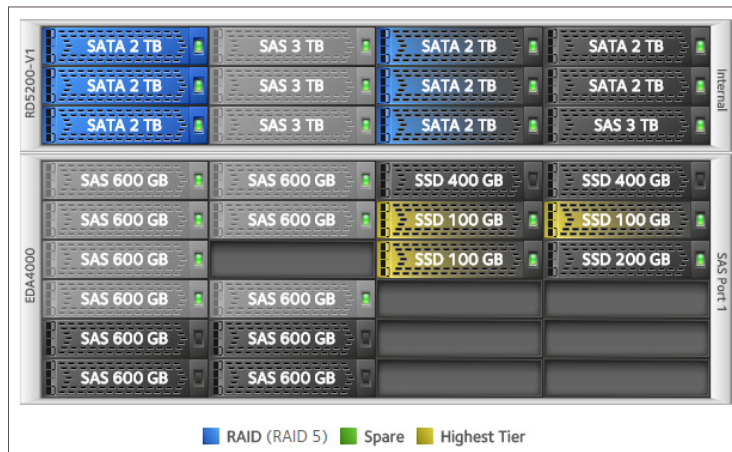 RD5200-V1
SATA 2 TB SAS 3 TB SATA 2 TB SATA 2 TB
SATA 2 TB SAS 3 TB SATA 2 TB SATA 2 TB
SATA 2 TB SAS 3 TB SATA 2 TB SAS 3 TB
Internal
EDA4000
SAS 600 GB SAS 600 GB SSD 400 GB SSD 400 GB
SAS 600 GB SAS 600 GB SSD 100 GB SSD 100 GB
SAS 600 GB SSD 100 GB SSD 200 GB
SAS 600 GB SAS 600 GB
SAS 600 GB SAS 600 GB
SAS 600 GB SAS 600 GB
SAS Port 1
RAID (RAID 5) Spare Highest Tier